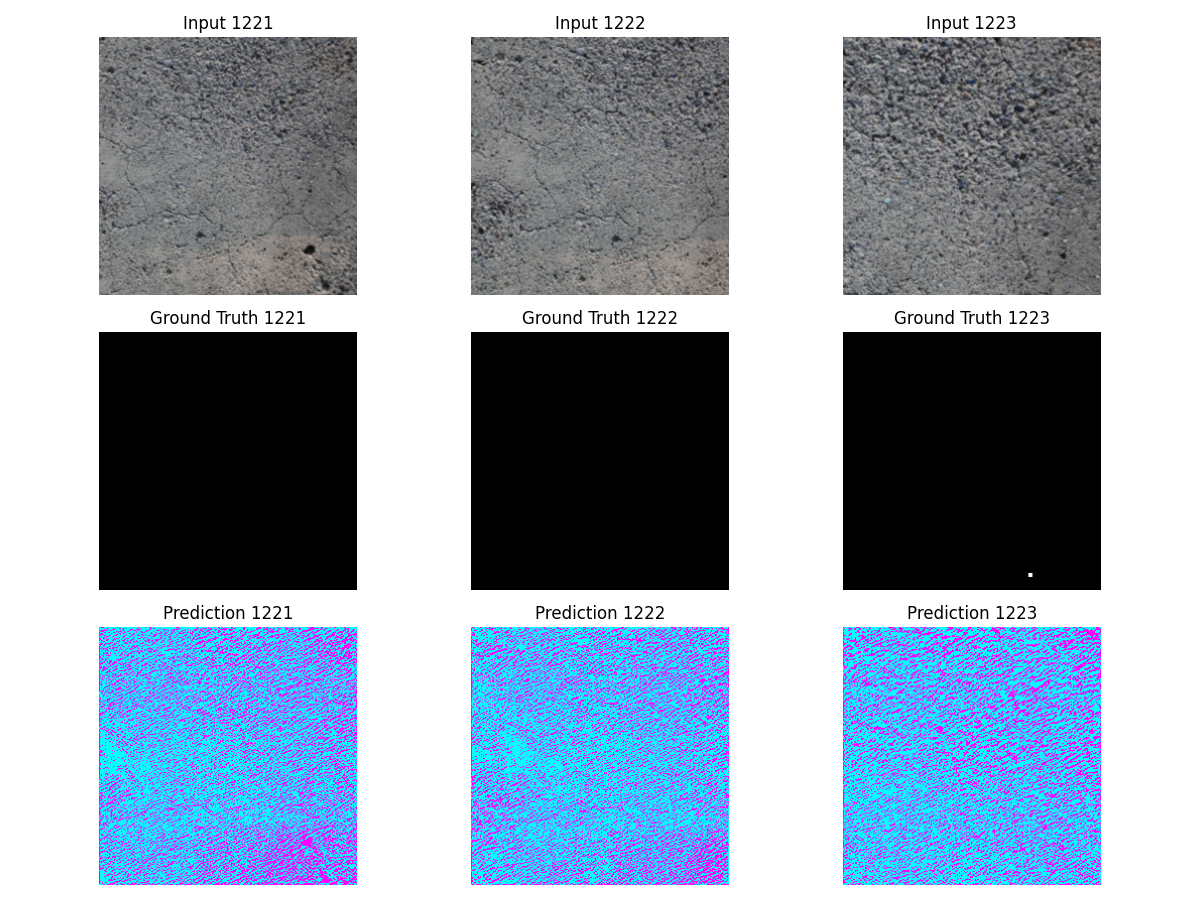 Input 1221
Input 1222
Input 1223
Ground Truth 1221
Ground Truth 1222
Ground Truth 1223
Prediction 1221
Prediction 1222
Prediction 1223